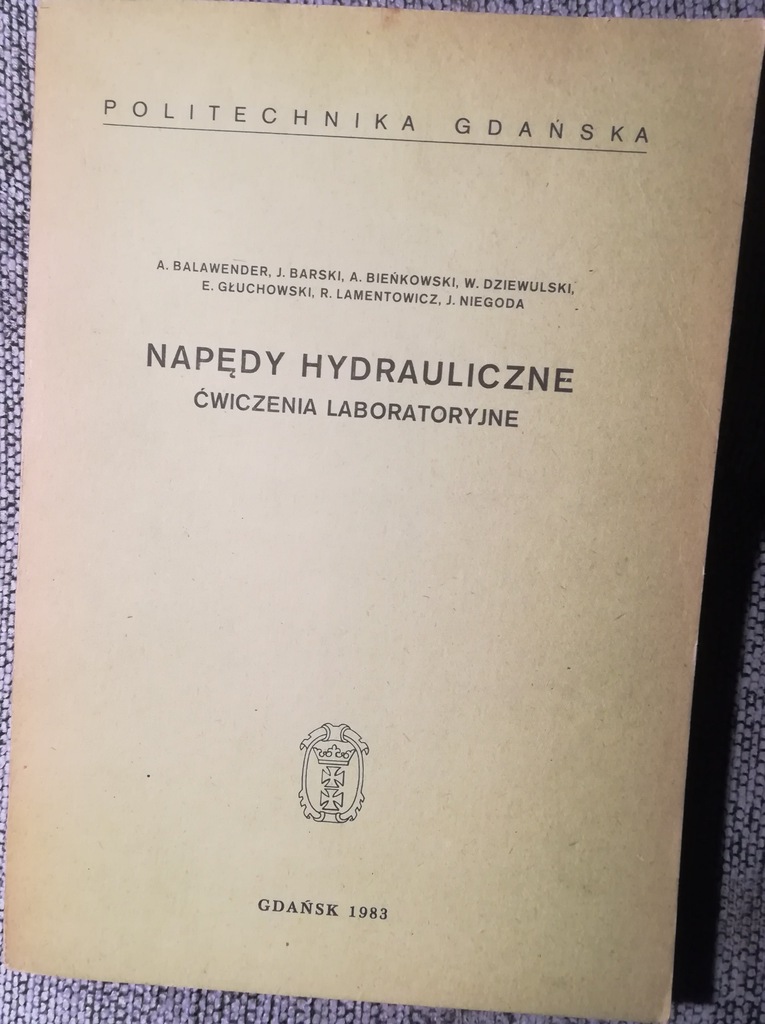 POLITECHNIKA GDAŃSKA
A. BALAWENDER, J. BARSKI, A. BIEŃKOWSKI, W. DZIEWULSKI,
E. GŁUCHOWSKI, R. LAMENTOWICZ, J. NIEGODA
NAPĘDY HYDRAULICZNE
ĆWICZENIA LABORATORYJNE
GDAŃSK 1983